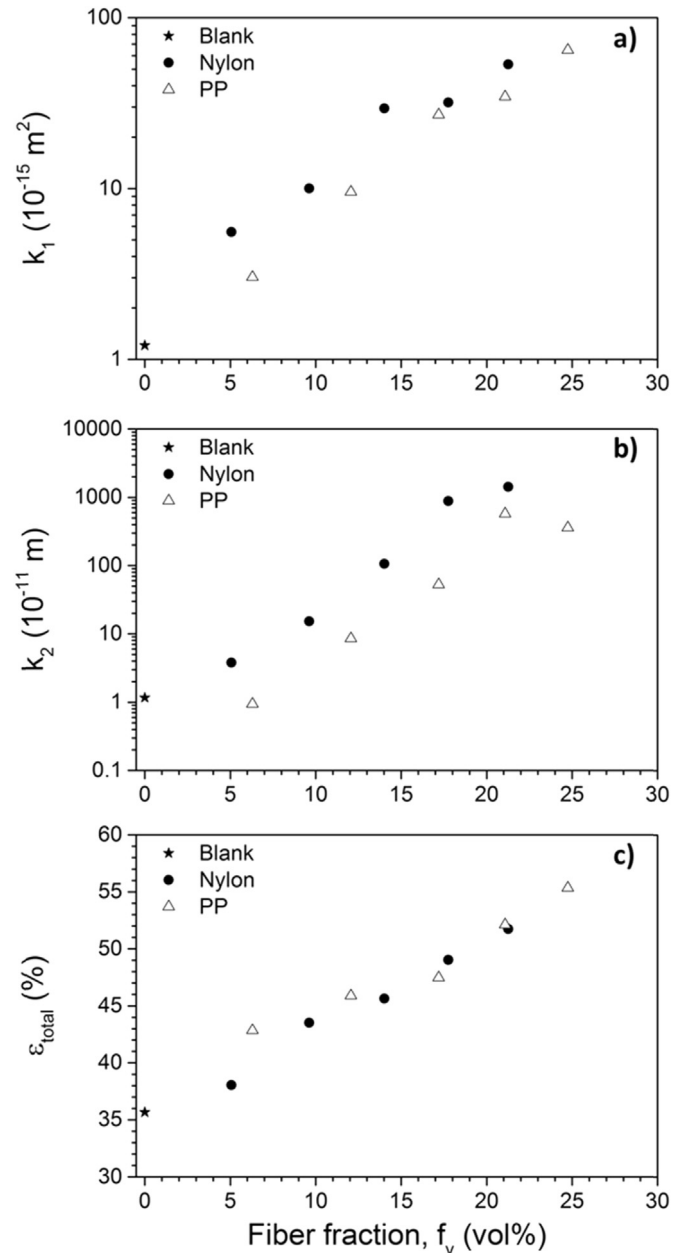 100
10
1
k₁ (10⁻¹⁵ m²)
★ Blank
● Nylon
△ PP
a)
0 5 10 15 20 25 30
10000
1000
100
10
1
0.1
k₂ (10⁻¹¹ m)
★ Blank
● Nylon
△ PP
b)
0 5 10 15 20 25 30
60
55
50
45
40
35
30
ε_total (%)
★ Blank
● Nylon
△ PP
c)
0 5 10 15 20 25 30
Fiber fraction, f_v (vol%)